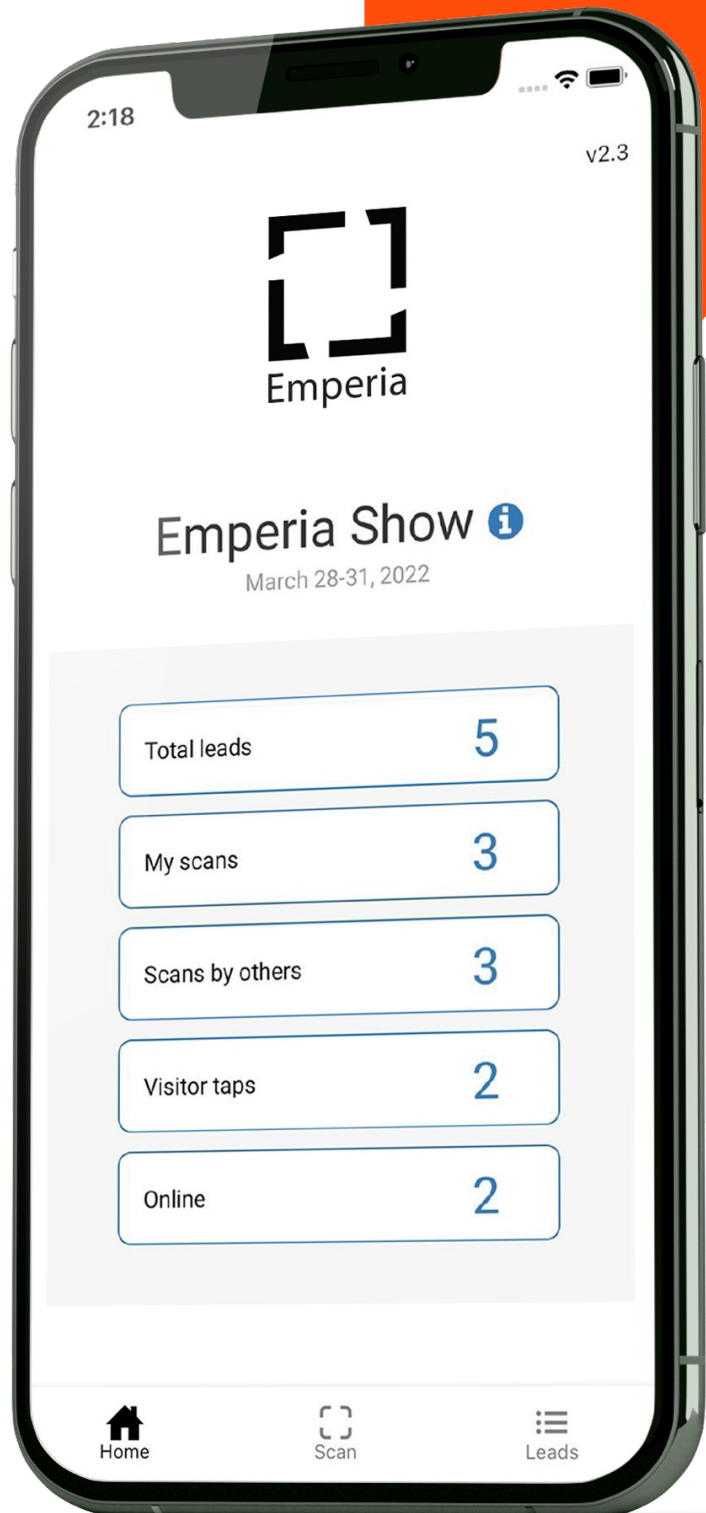 2:18
v2.3
Emperia
Emperia Show
March 28-31, 2022
Total leads 5
My scans 3
Scans by others 3
Visitor taps 2
Online 2
Home Scan Leads